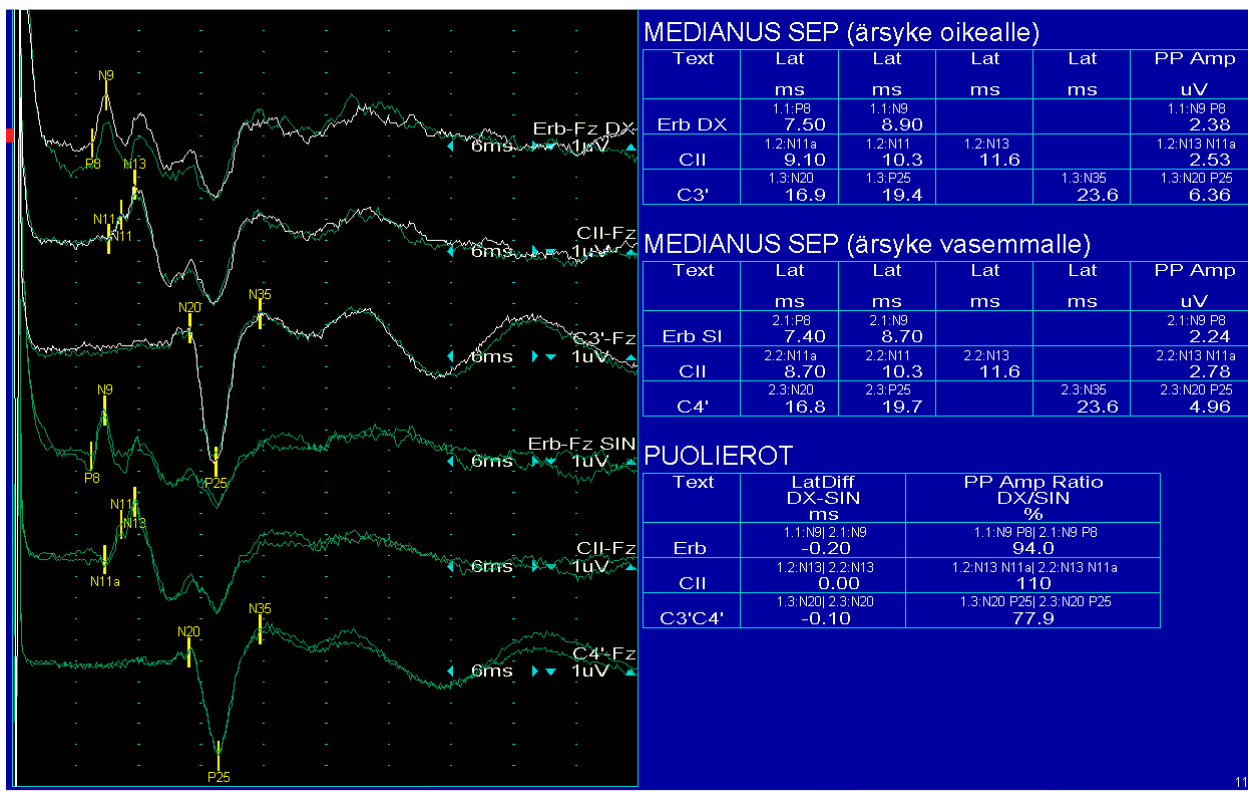 N9
Erb-Fz DX
6ms 1uV
P8 N13
N11a
N11
CII-Fz
6ms 1uV
N20 N35
C3'-Fz
6ms 1uV
N9
Erb-Fz SIN
6ms 1uV
P8 P25
N11
N13
CII-Fz
6ms 1uV
N11a
N20 N35
C4'-Fz
6ms 1uV
P25
MEDIANUS SEP (ärsyke oikealle)
Text Lat Lat Lat Lat PP Amp
ms ms ms ms uV
1.1:P8 1.1:N9 1.1:N9 P8
Erb DX 7.50 8.90 2.38
1.2:N11a 1.2:N11 1.2:N13 1.2:N13 N11a
CII 9.10 10.3 11.6 2.53
1.3:N20 1.3:P25 1.3:N35 1.3:N20 P25
C3' 16.9 19.4 23.6 6.36
MEDIANUS SEP (ärsyke vasemmalle)
Text Lat Lat Lat Lat PP Amp
ms ms ms ms uV
2.1:P8 2.1:N9 2.1:N9 P8
Erb SI 7.40 8.70 2.24
2.2:N11a 2.2:N11 2.2:N13 2.2:N13 N11a
CII 8.70 10.3 11.6 2.78
2.3:N20 2.3:P25 2.3:N35 2.3:N20 P25
C4' 16.8 19.7 23.6 4.96
PUOLIEROT
Text LatDiff PP Amp Ratio
DX-SIN DX/SIN
ms %
1.1:N9| 2.1:N9 1.1:N9 P8| 2.1:N9 P8
Erb -0.20 94.0
1.2:N13| 2.2:N13 1.2:N13 N11a| 2.2:N13 N11a
CII 0.00 110
1.3:N20| 2.3:N20 1.3:N20 P25| 2.3:N20 P25
C3'C4' -0.10 77.9
11